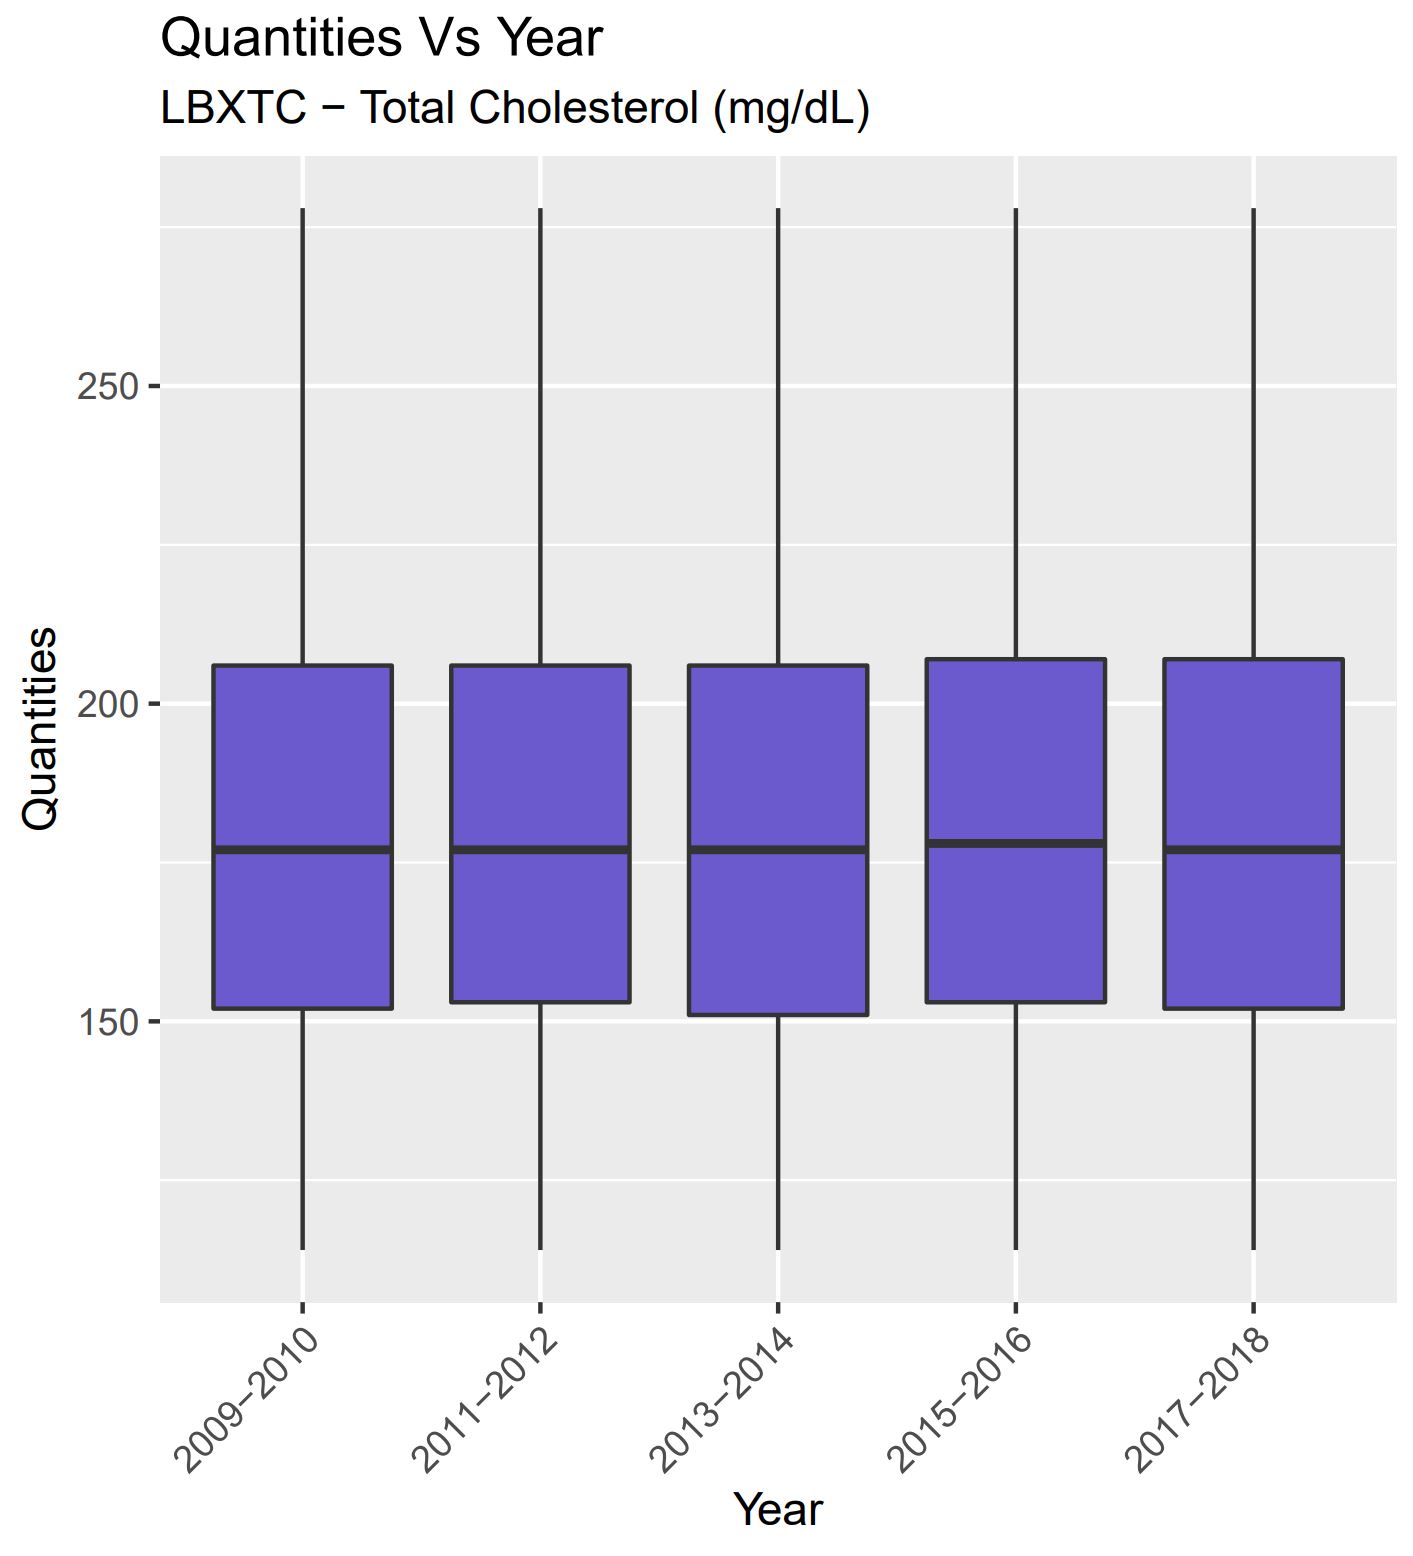 Quantities Vs Year
LBXTC − Total Cholesterol (mg/dL)
Quantities
250
200
150
2009−2010
2011−2012
2013−2014
2015−2016
2017−2018
Year